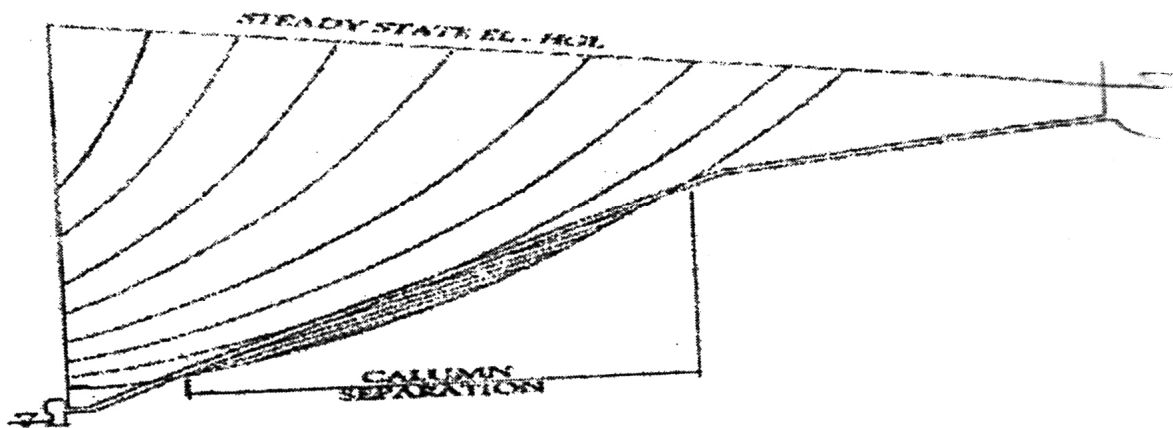 STEADY STATE EL - HGL
CALUMN
SEPARATION